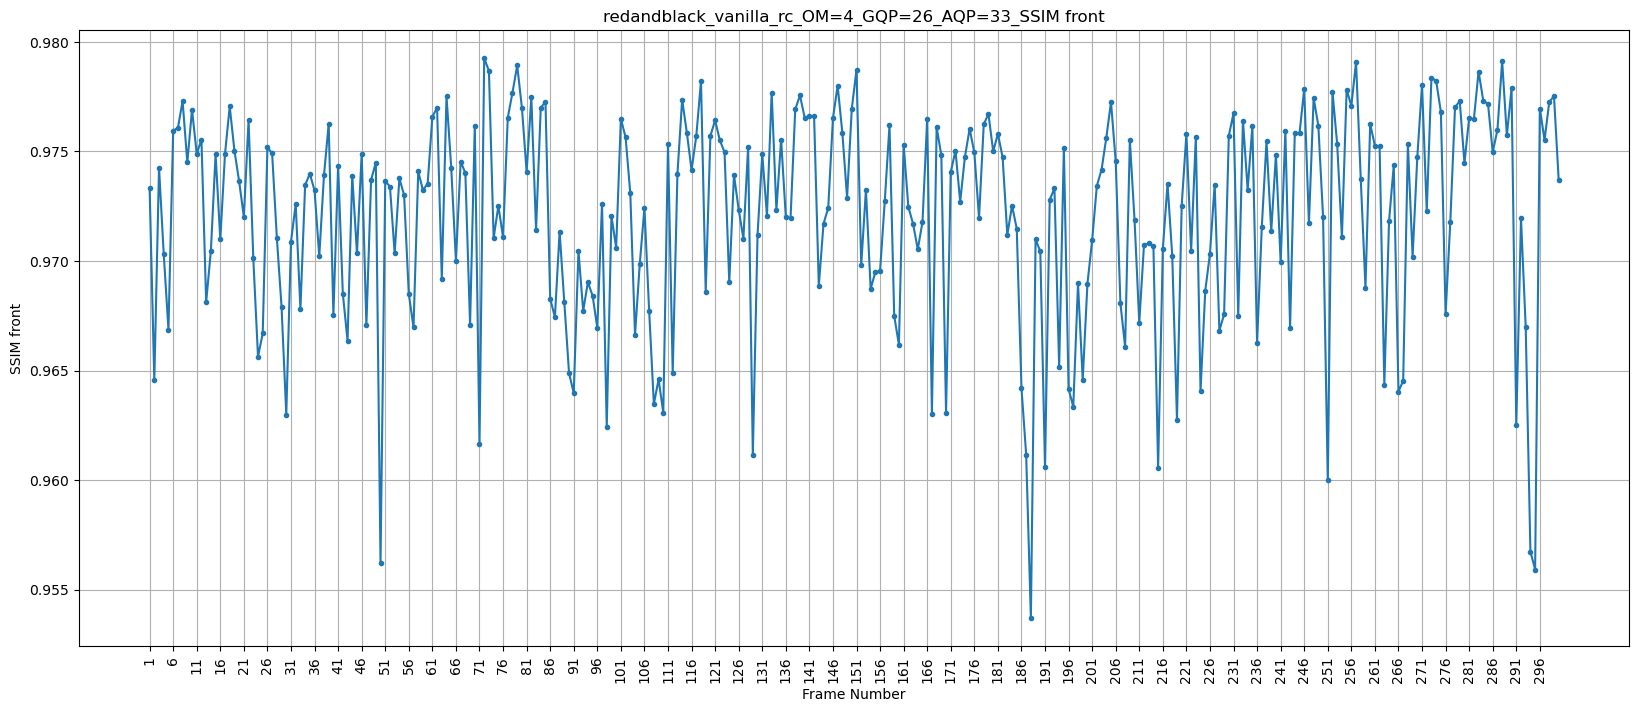 redandblack_vanilla_rc_OM=4_GQP=26_AQP=33_SSIM front
0.980
0.975
0.970
0.965
0.960
0.955
SSIM front
1 6 11 16 21 26 31 36 41 46 51 56 61 66 71 76 81 86 91 96 101 106 111 116 121 126 131 136 141 146 151 156 161 166 171 176 181 186 191 196 201 206 211 216 221 226 231 236 241 246 251 256 261 266 271 276 281 286 291 296
Frame Number